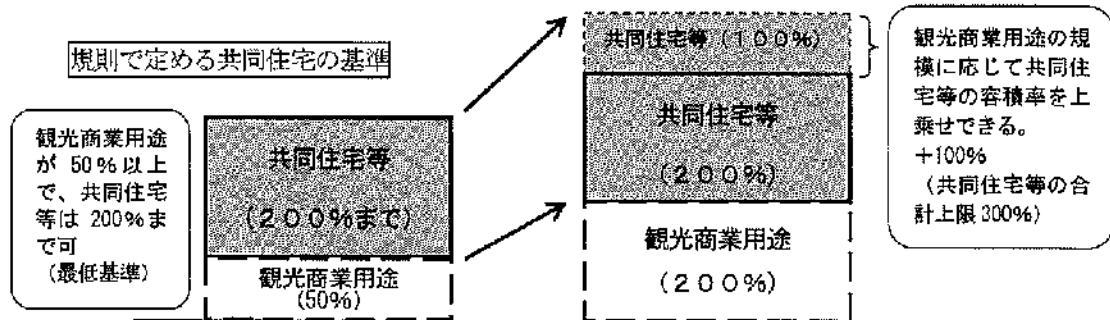 規則で定める共同住宅の基準
観光商業用途
が 50%以上
で、共同住宅
等は 200%ま
で可
(最低基準)
共同住宅等
(200%まで)
観光商業用途
(50%)
共同住宅等 (100%)
共同住宅等
(200%)
観光商業用途
(200%)
観光商業用途の規
模に応じて共同住
宅等の容積率を上
乗せできる。
+100%
(共同住宅等の合
計上限 300%)